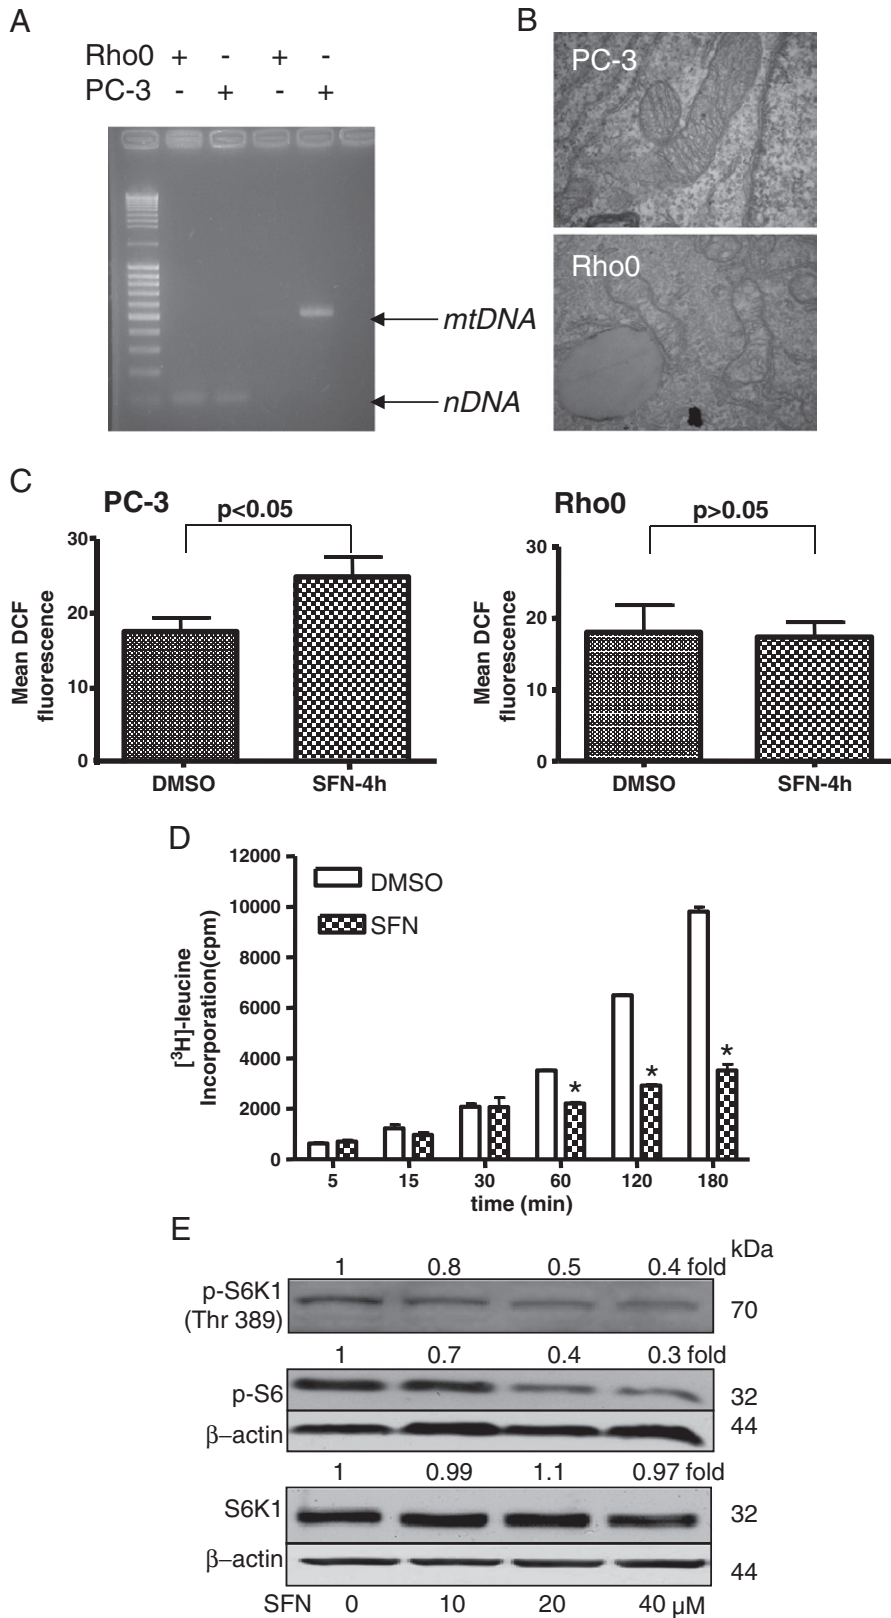 A
Rho0 + - + -
PC-3 - + - +
mtDNA
nDNA
B
PC-3
Rho0
C
PC-3
p<0.05
30
20
10
0
Mean DCF
fluorescence
DMSO SFN-4h
Rho0
p>0.05
30
20
10
0
Mean DCF
fluorescence
DMSO SFN-4h
D
12000
10000
8000
6000
4000
2000
0
[³H]-leucine
Incorporation(cpm)
DMSO
SFN
* * *
5 15 30 60 120 180
time (min)
E
kDa
1 0.8 0.5 0.4 fold
p-S6K1
(Thr 389)
70
1 0.7 0.4 0.3 fold
p-S6 32
β–actin 44
1 0.99 1.1 0.97 fold
S6K1 32
β–actin 44
SFN 0 10 20 40 µM